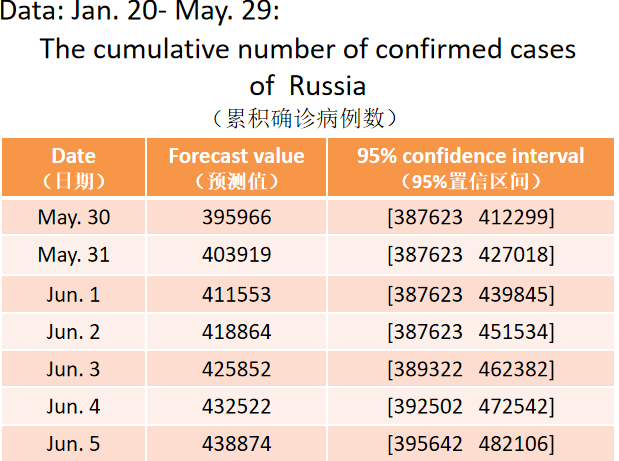 Data: Jan. 20- May. 29:
The cumulative number of confirmed cases
of Russia
（累积确诊病例数）
Date Forecast value 95% confidence interval
（日期） （预测值） （95%置信区间）
May. 30 395966 [387623 412299]
May. 31 403919 [387623 427018]
Jun. 1 411553 [387623 439845]
Jun. 2 418864 [387623 451534]
Jun. 3 425852 [389322 462382]
Jun. 4 432522 [392502 472542]
Jun. 5 438874 [395642 482106]